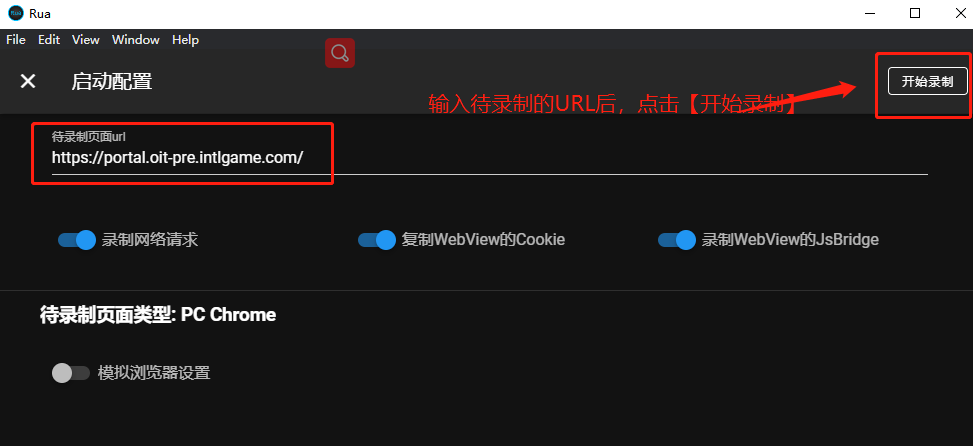 Rua
File Edit View Window Help
启动配置
开始录制
输入待录制的URL后，点击【开始录制】
待录制页面url
https://portal.oit-pre.intlgame.com/
录制网络请求
复制WebView的Cookie
录制WebView的JsBridge
待录制页面类型: PC Chrome
模拟浏览器设置